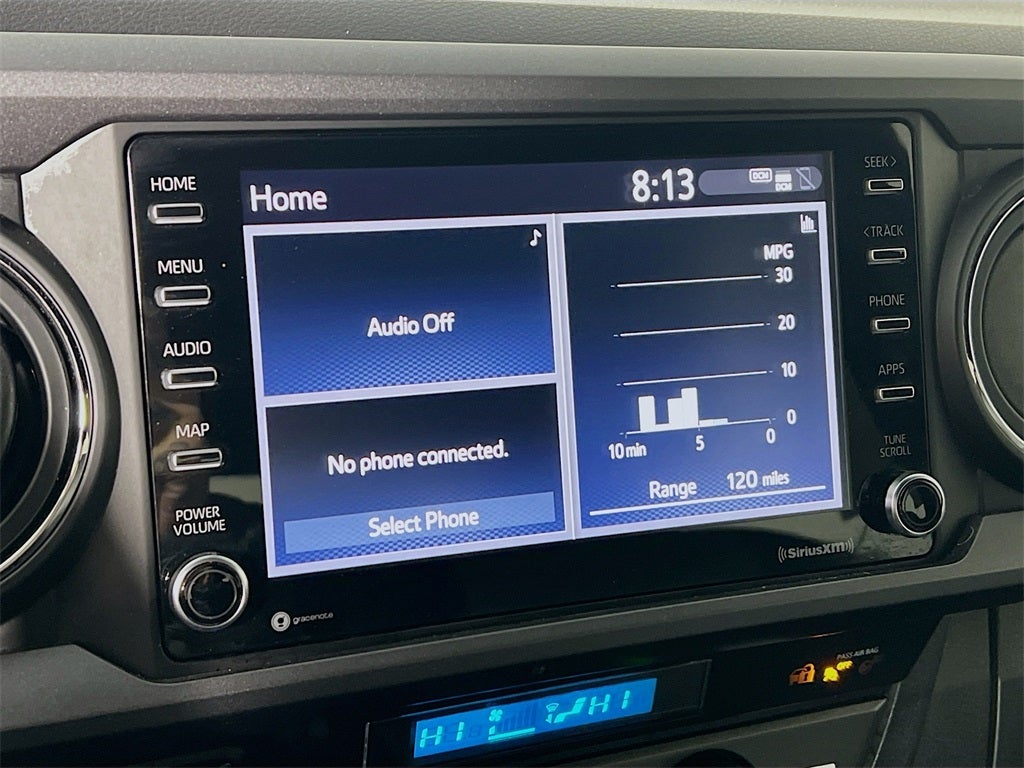 HOME
MENU
AUDIO
MAP
POWER
VOLUME
Home
8:13
DCM
DCM
Audio Off
No phone connected.
Select Phone
MPG
30
20
10
0
10 min 5 0
Range 120 miles
SEEK>
<TRACK
PHONE
APPS
TUNE
SCROLL
gracenote
((SiriusXM))
PASS AIR BAG
OFF
HI HI